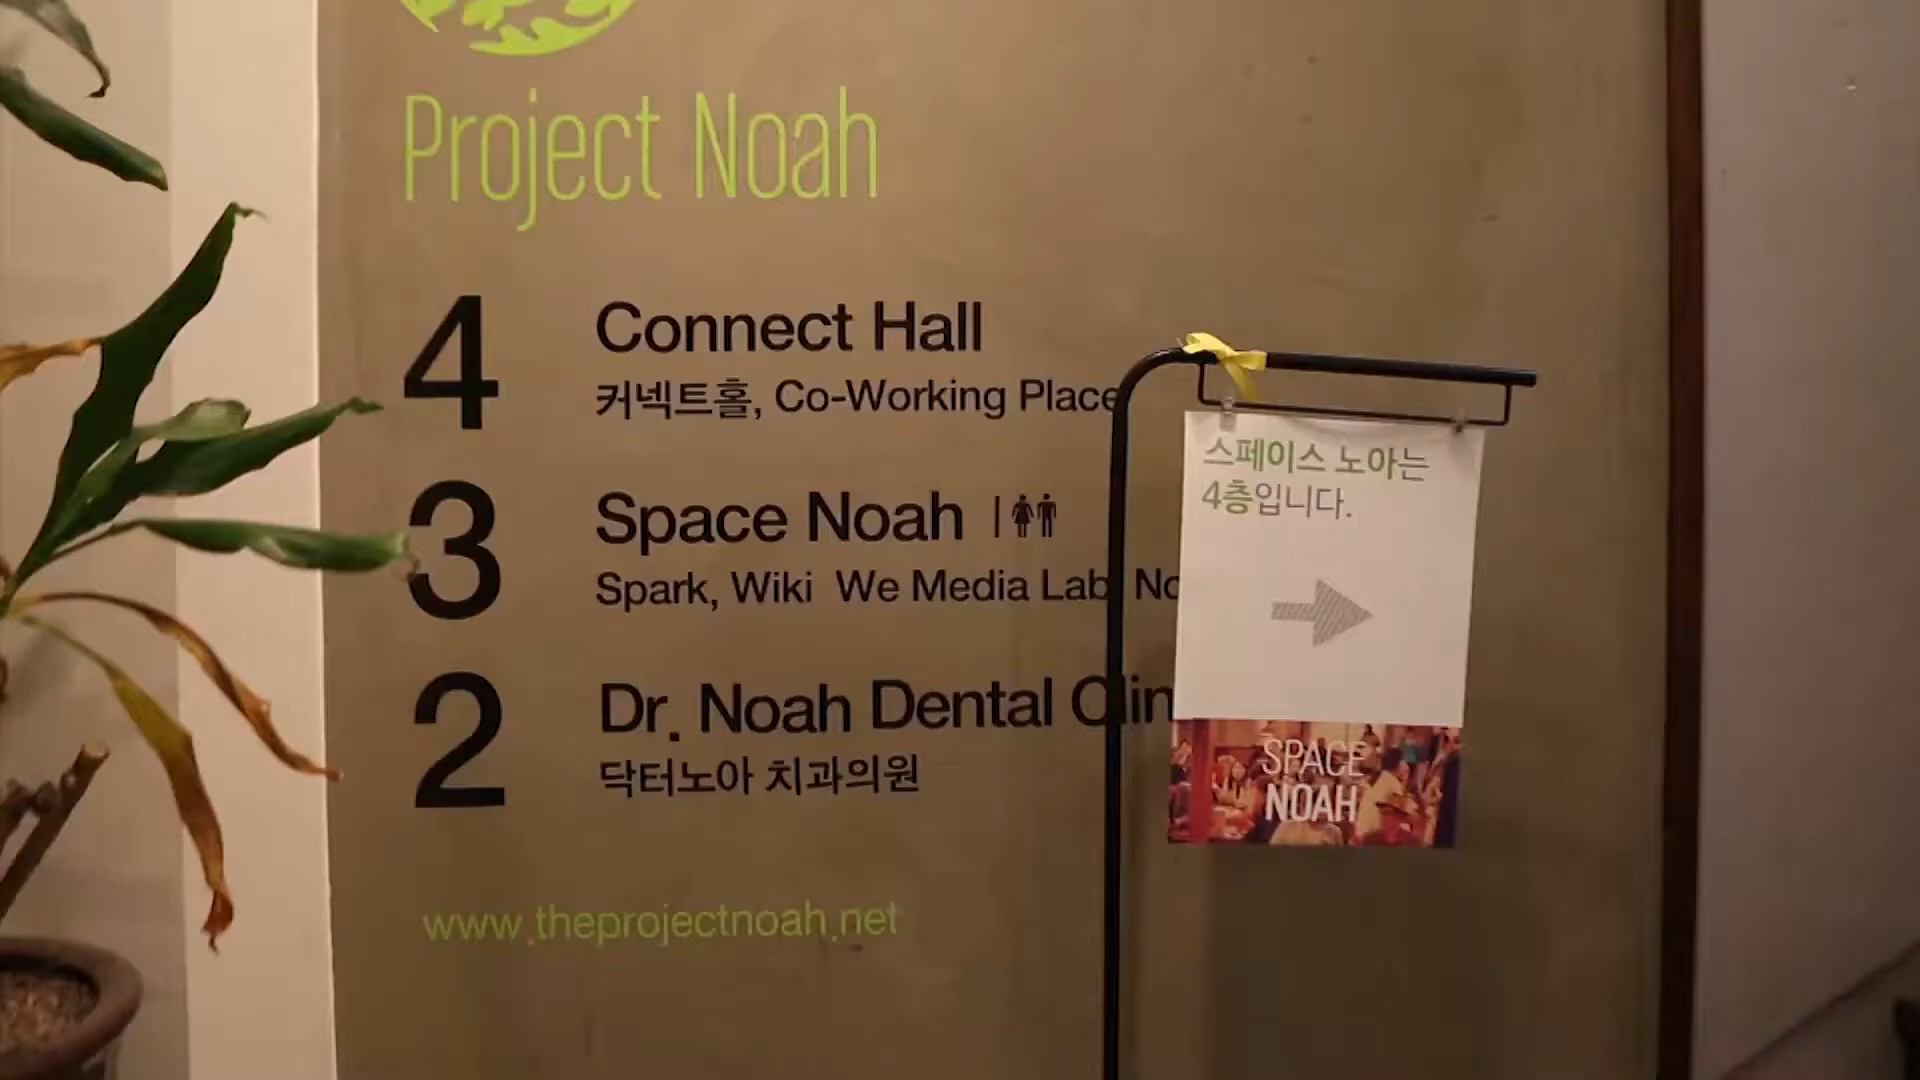 Project Noah
4 Connect Hall
커넥트홀, Co-Working Place
3 Space Noah
Spark, Wiki We Media Lab
2 Dr. Noah Dental
닥터노아 치과의원
www.theprojectnoah.net
스페이스 노아는
4층입니다.
SPACE
NOAH